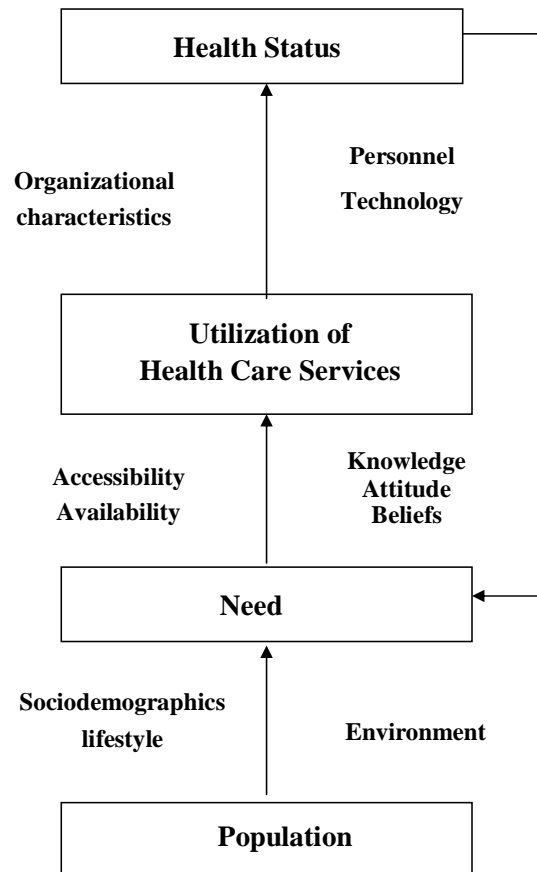 Health Status
Organizational
characteristics
Personnel
Technology
Utilization of
Health Care Services
Accessibility
Availability
Knowledge
Attitude
Beliefs
Need
Sociodemographics
lifestyle
Environment
Population